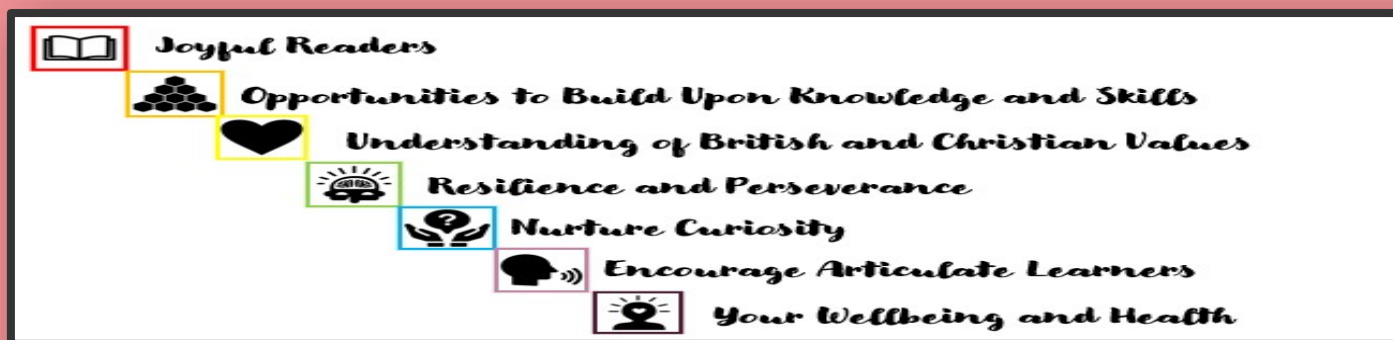 Joyful Readers
Opportunities to Build Upon Knowledge and Skills
Understanding of British and Christian Values
Resilience and Perseverance
?
Nurture Curiosity
Encourage Articulate Learners
Your Wellbeing and Health